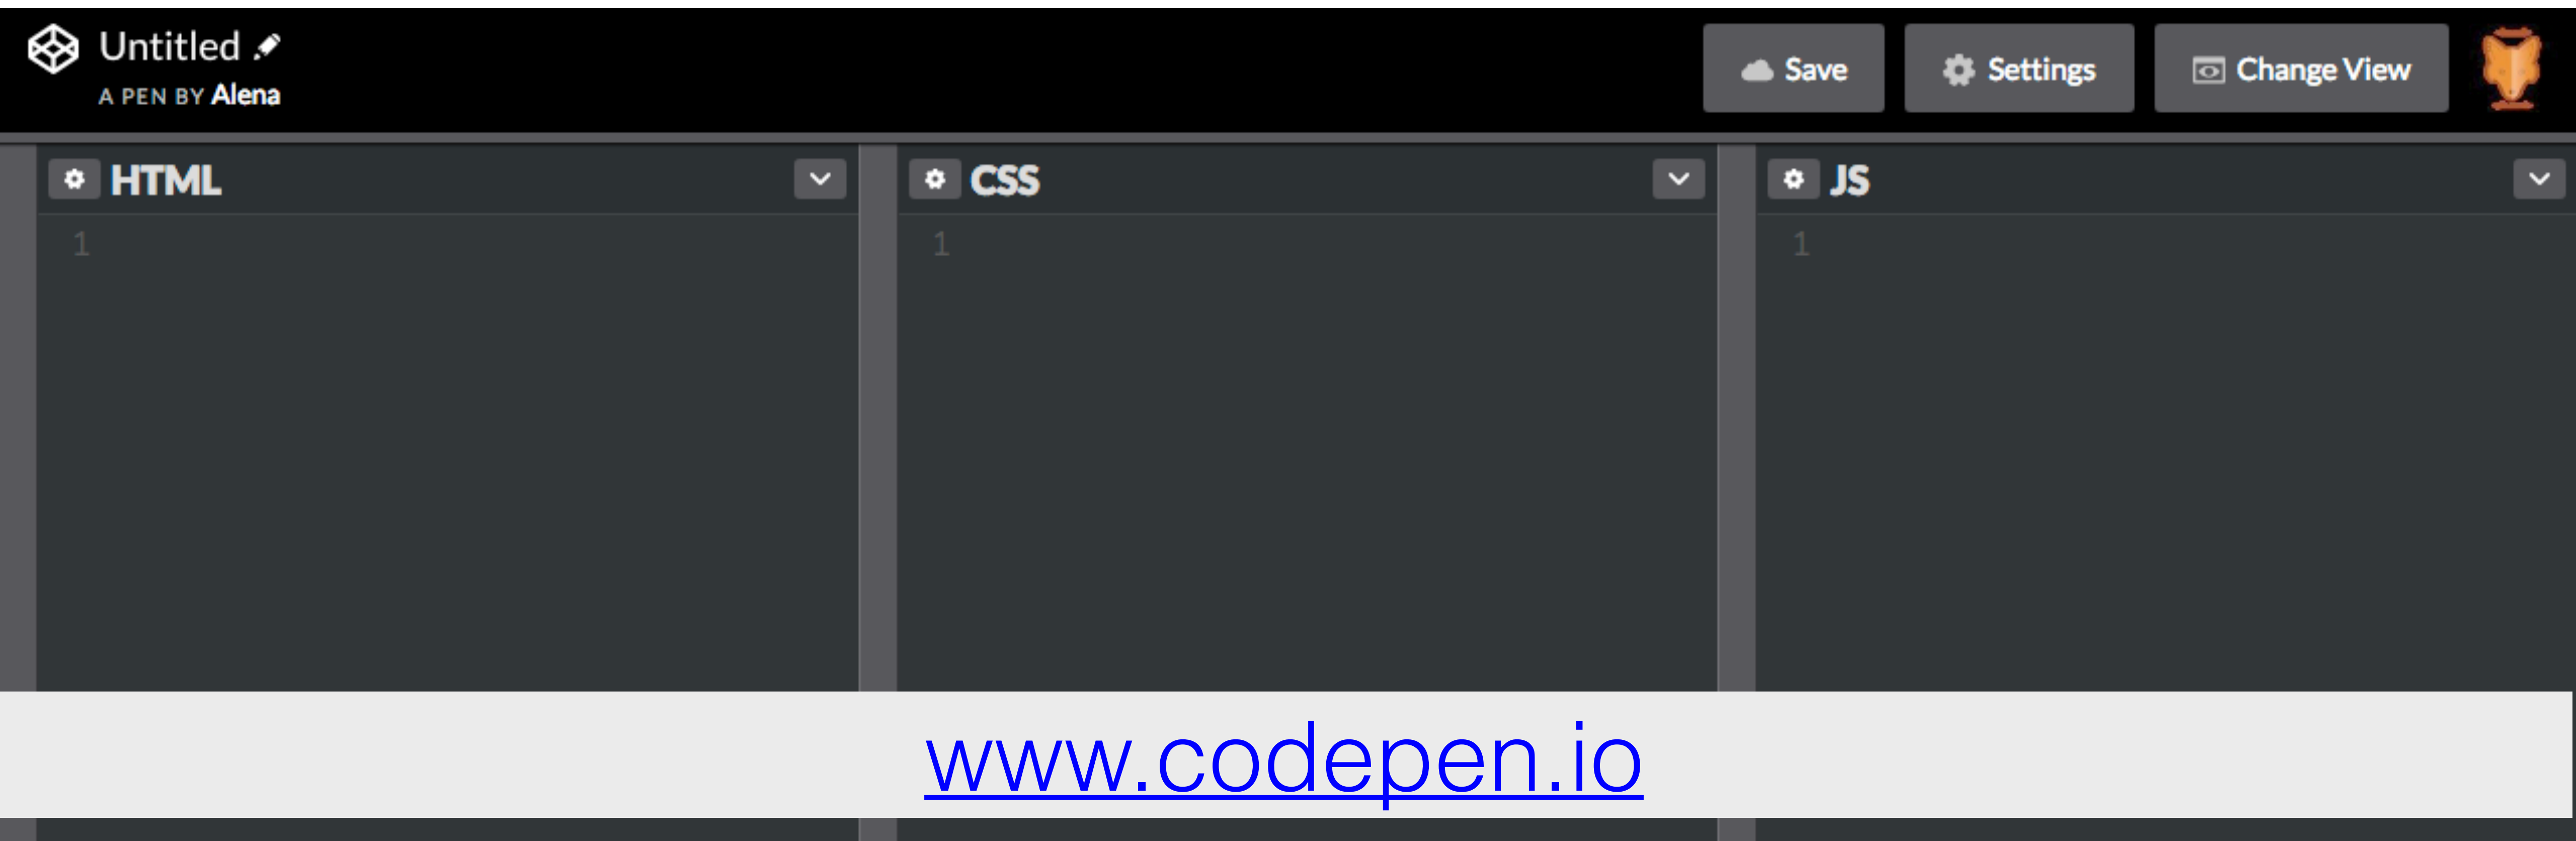 Untitled
A PEN BY Alena
Save
Settings
Change View
HTML
CSS
JS
1
1
1
www.codepen.io